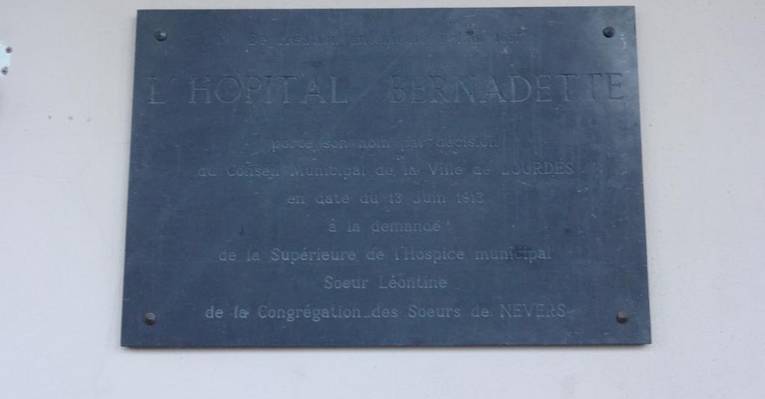 L HOPITAL BERNADETTE
porte son nom par décision
du Conseil Municipal de la Ville de LOURDES
en date du 13 Juin 1913
à la demande
de la Supérieure de l'Hospice municipal
Soeur Léontine
de la Congrégation des Soeurs de NEVERS